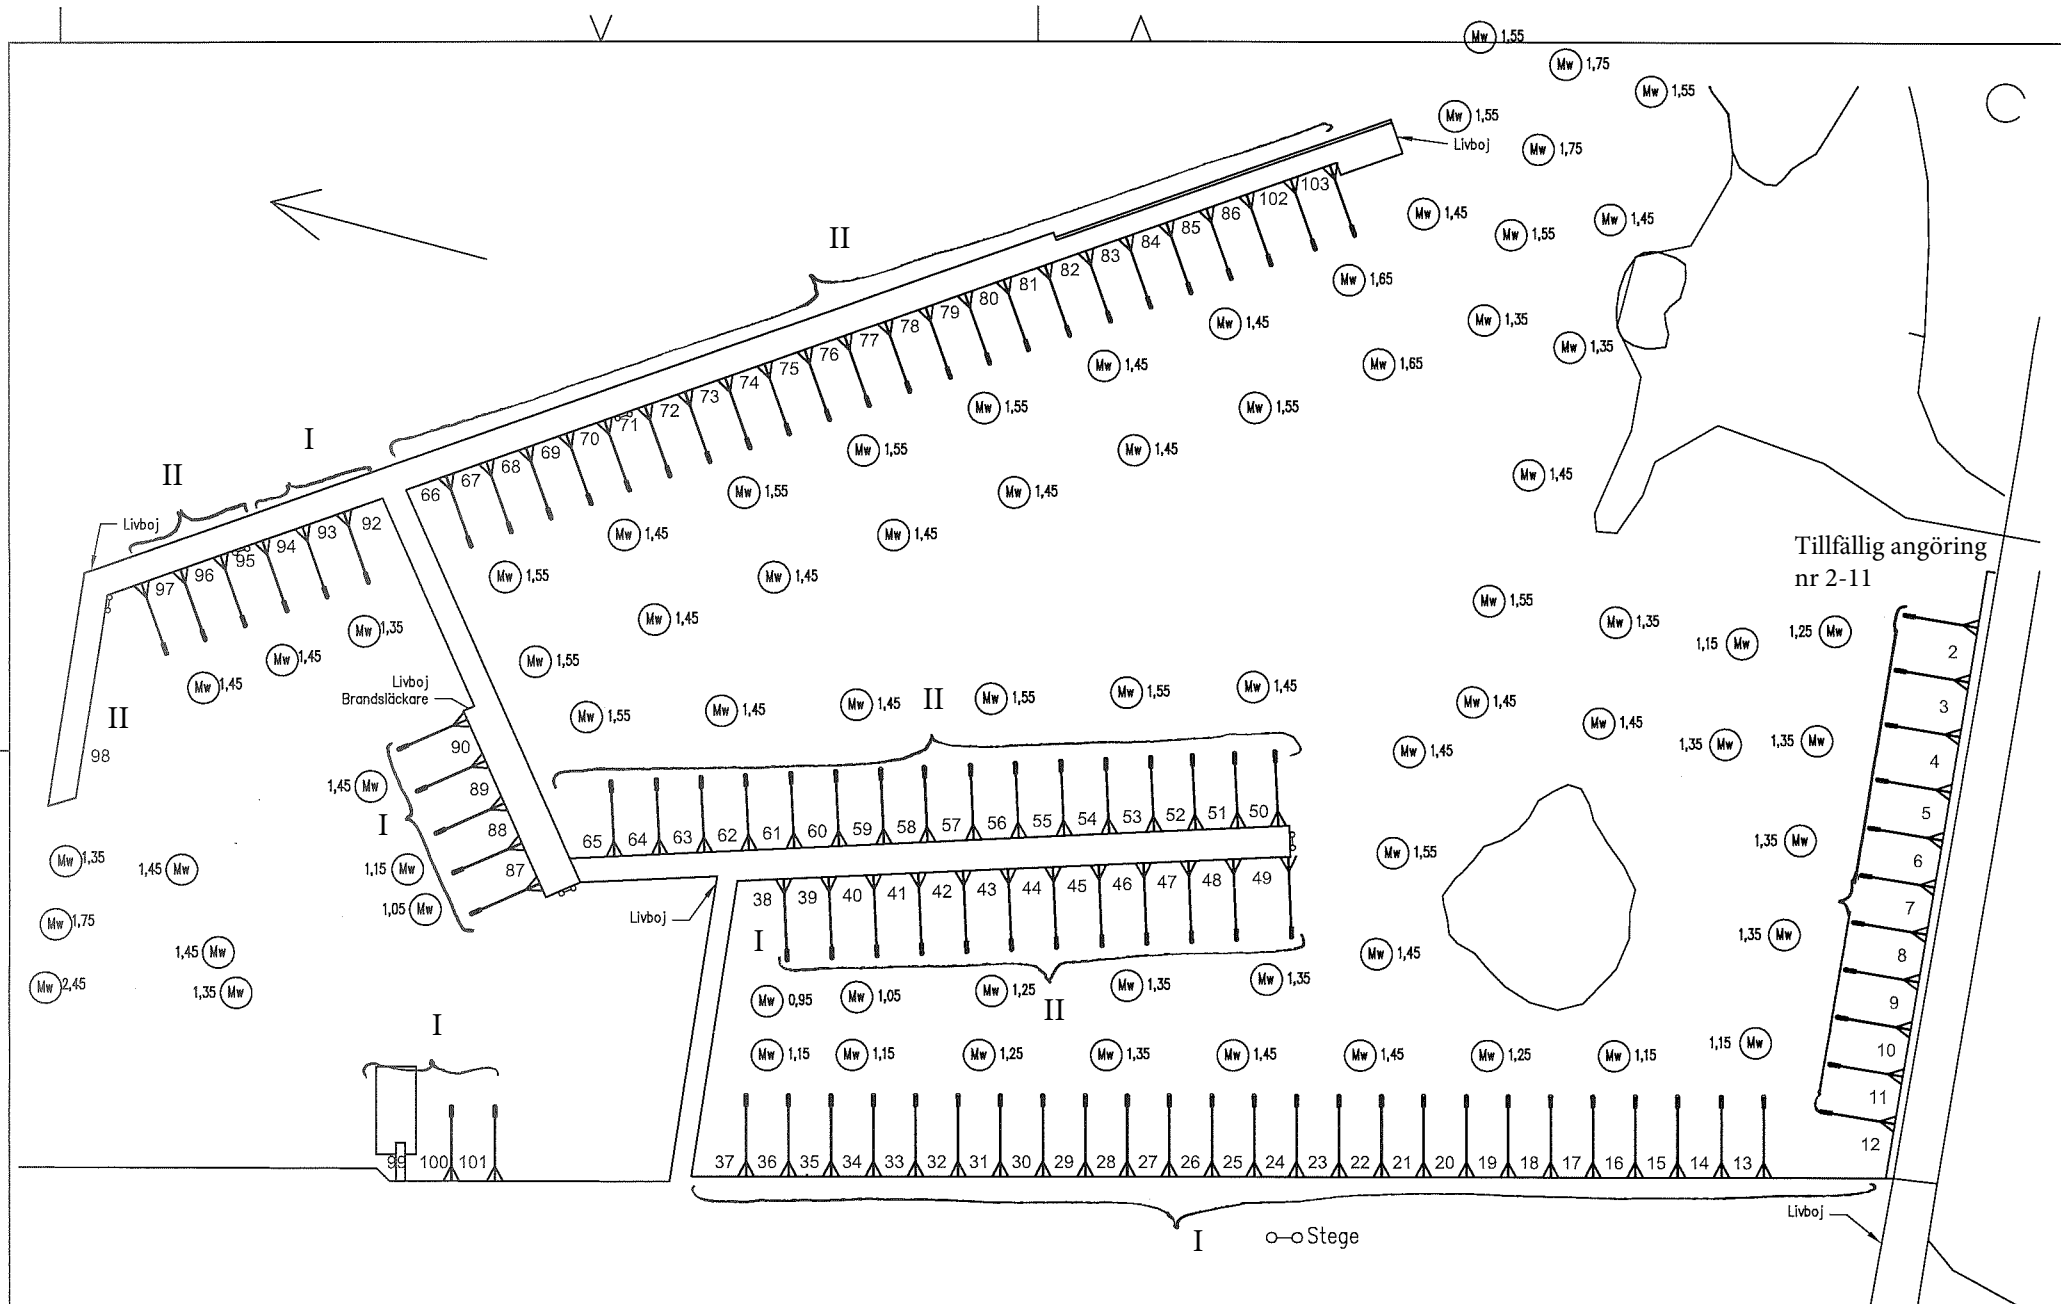 Mw 1,55
Mw 1,75
Mw 1,55
Mw 1,55
Livboj
Mw 1,75
103
102
86
85
84
83
82
81
80
79
78
77
76
75
74
73
72
71
70
69
68
67
66
II
Mw 1,45
Mw 1,55
Mw 1,45
Mw 1,65
Mw 1,45
Mw 1,35
Mw 1,35
Mw 1,45
Mw 1,65
Mw 1,55
Mw 1,55
Mw 1,55
Mw 1,45
Mw 1,55
Mw 1,45
Mw 1,45
Mw 1,45
Mw 1,45
Mw 1,55
Mw 1,45
Mw 1,45
Mw 1,55
I
II
Livboj
97
96
95
94
93
92
Mw 1,35
Mw 1,45
Mw 1,45
II
98
Livboj
Brandsläckare
90
89
88
87
1,45 Mw
I
1,15 Mw
1,05 Mw
Mw 1,35
1,45 Mw
Mw 1,75
1,45 Mw
Mw 2,45
1,35 Mw
Tillfällig angöring
nr 2-11
Mw 1,55
Mw 1,35
1,15 Mw
1,25 Mw
Mw 1,55
Mw 1,45
Mw 1,45
Mw 1,55
Mw 1,55
Mw 1,45
II
Mw 1,45
Mw 1,45
Mw 1,45
1,35 Mw
1,35 Mw
65 64 63 62 61 60 59 58 57 56 55 54 53 52 51 50
Mw 1,55
1,35 Mw
38 39 40 41 42 43 44 45 46 47 48 49
Livboj
I
Mw 1,45
1,35 Mw
Mw 0,95
Mw 1,05
Mw 1,25
Mw 1,35
Mw 1,35
II
Mw 1,15
Mw 1,15
Mw 1,25
Mw 1,35
Mw 1,45
Mw 1,45
Mw 1,25
Mw 1,15
1,15 Mw
2
3
4
5
6
7
8
9
10
11
12
I
99 100 101
37 36 35 34 33 32 31 30 29 28 27 26 25 24 23 22 21 20 19 18 17 16 15 14 13
I
Stege
Livboj